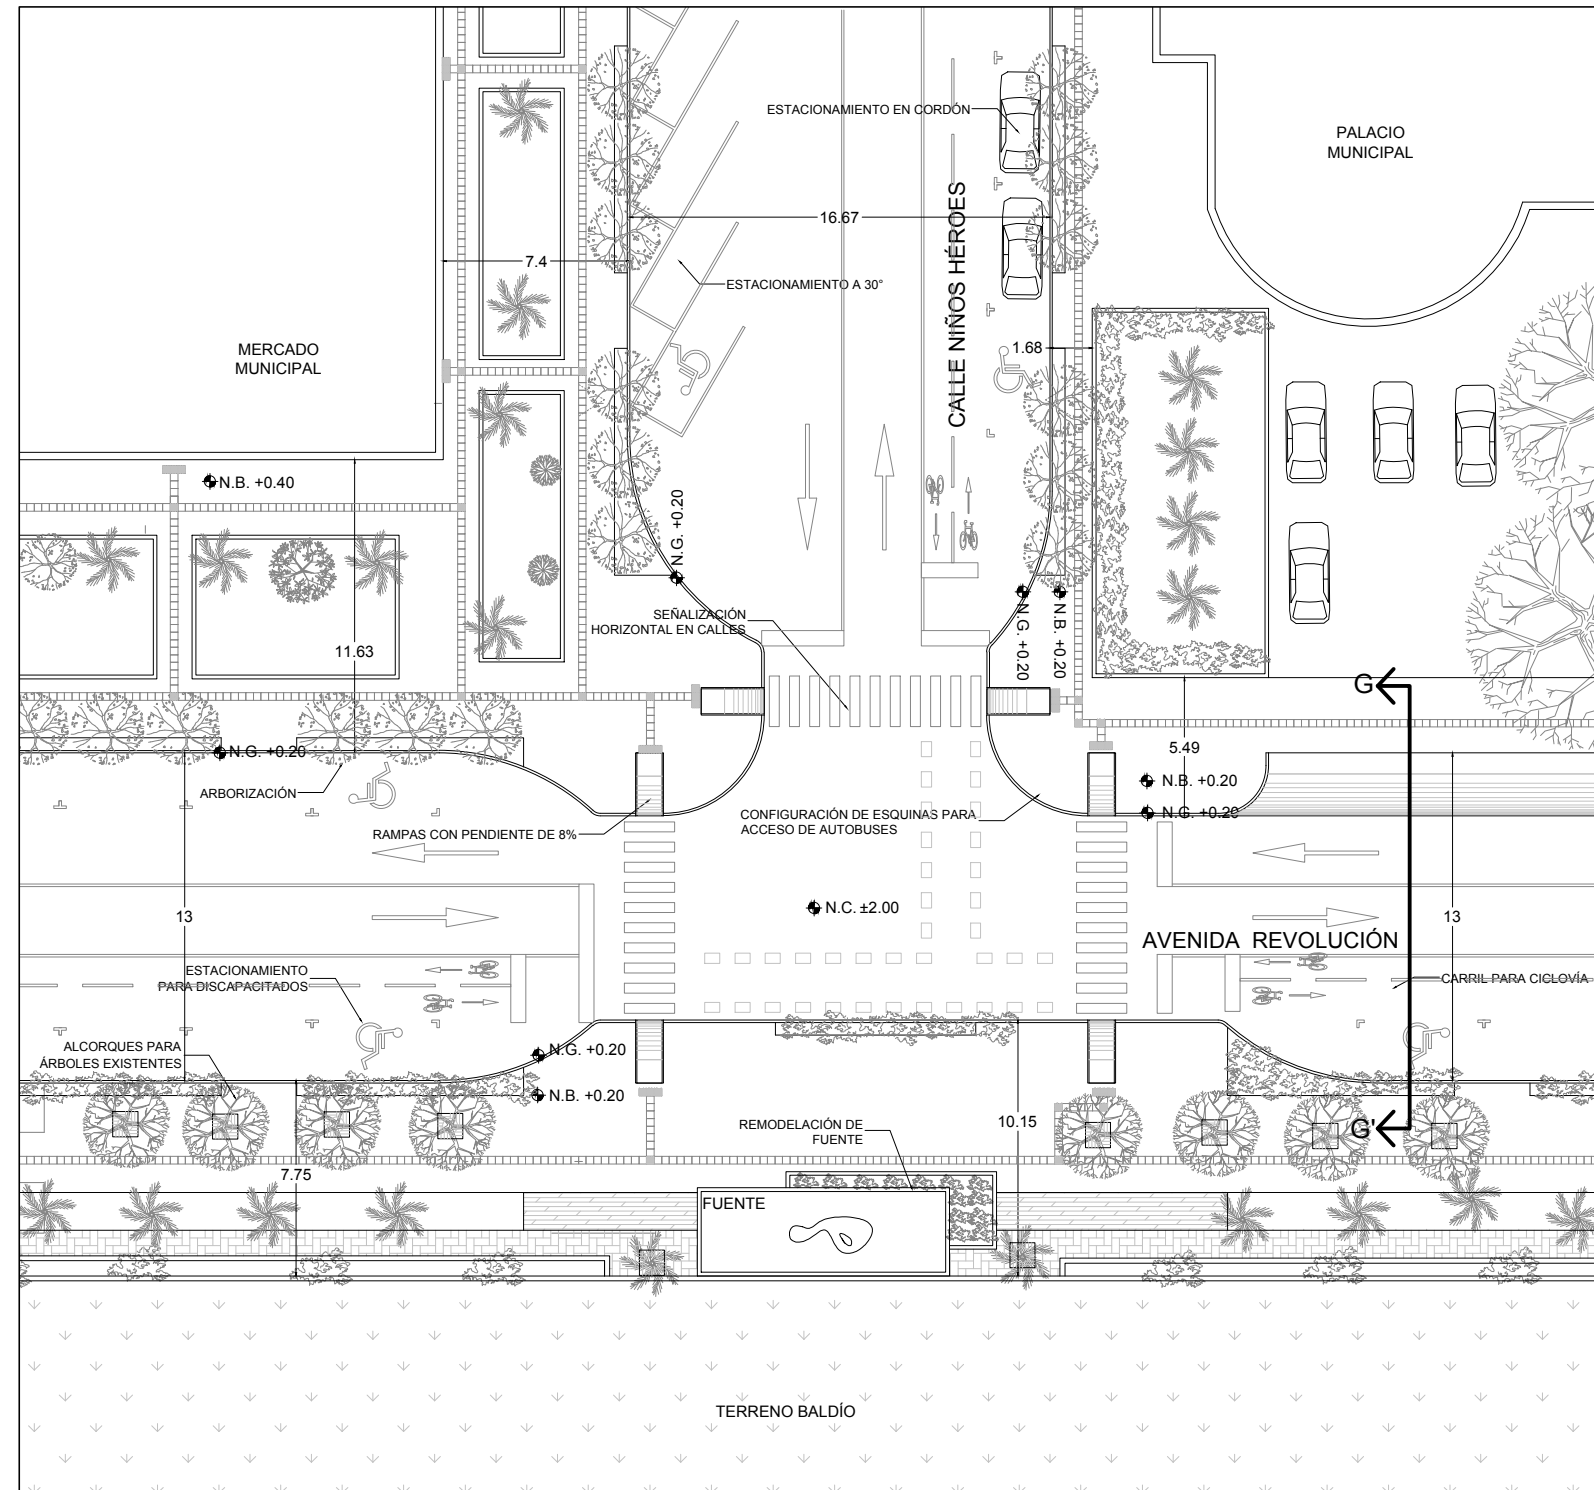 ESTACIONAMIENTO EN CORDÓN
PALACIO
MUNICIPAL
16.67
CALLE NIÑOS HÉROES
7.4
ESTACIONAMIENTO A 30°
MERCADO
MUNICIPAL
1.68
N.B. +0.40
N.G. +0.20
SEÑALIZACIÓN
HORIZONTAL EN CALLES
N.G. +0.20
N.B. +0.20
11.63
G
N.G. +0.20
5.49
ARBORIZACIÓN
N.B. +0.20
N.G. +0.20
RAMPAS CON PENDIENTE DE 8%
CONFIGURACIÓN DE ESQUINAS PARA
ACCESO DE AUTOBUSES
13
N.C. ±2.00
13
AVENIDA REVOLUCIÓN
ESTACIONAMIENTO
PARA DISCAPACITADOS
CARRIL PARA CICLOVÍA
ALCORQUES PARA
ÁRBOLES EXISTENTES
N.G. +0.20
N.B. +0.20
10.15
REMODELACIÓN DE
FUENTE
G'
7.75
FUENTE
TERRENO BALDÍO